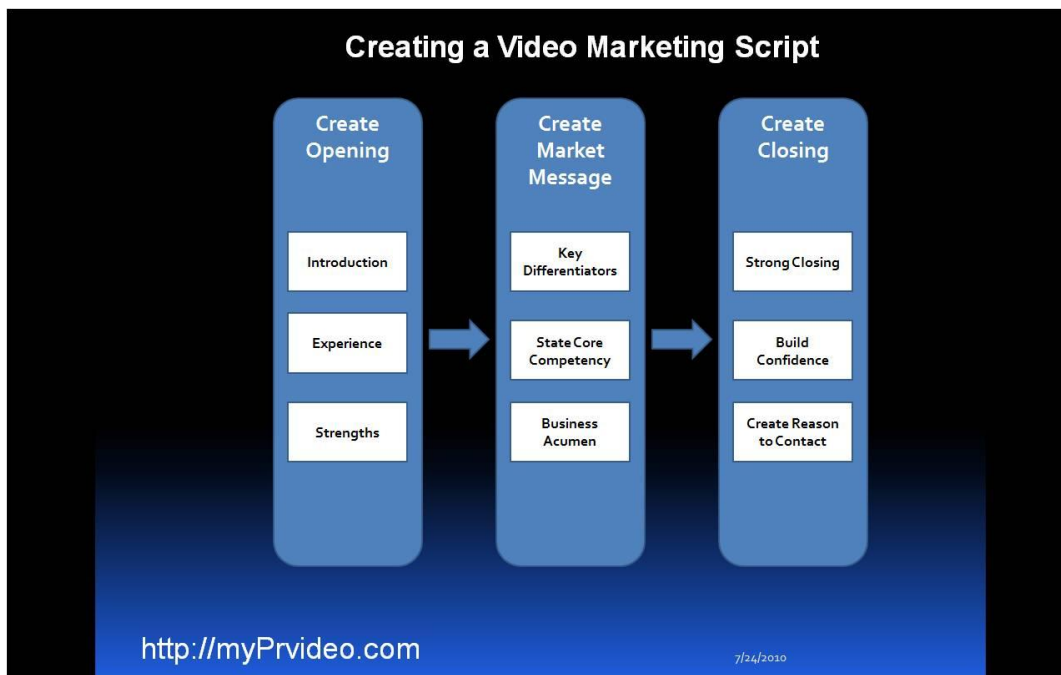 Creating a Video Marketing Script
Create
Opening
Introduction
Experience
Strengths
Create
Market
Message
Key
Differentiators
State Core
Competency
Business
Acumen
Create
Closing
Strong Closing
Build
Confidence
Create Reason
to Contact
http://myPrvideo.com
7/24/2010